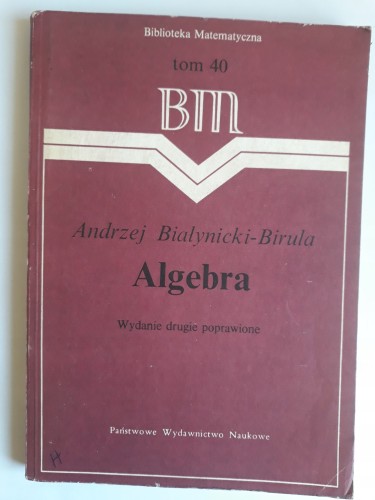 Biblioteka Matematyczna
tom 40
BM
Andrzej Białynicki-Birula
Algebra
Wydanie drugie poprawione
Państwowe Wydawnictwo Naukowe
H